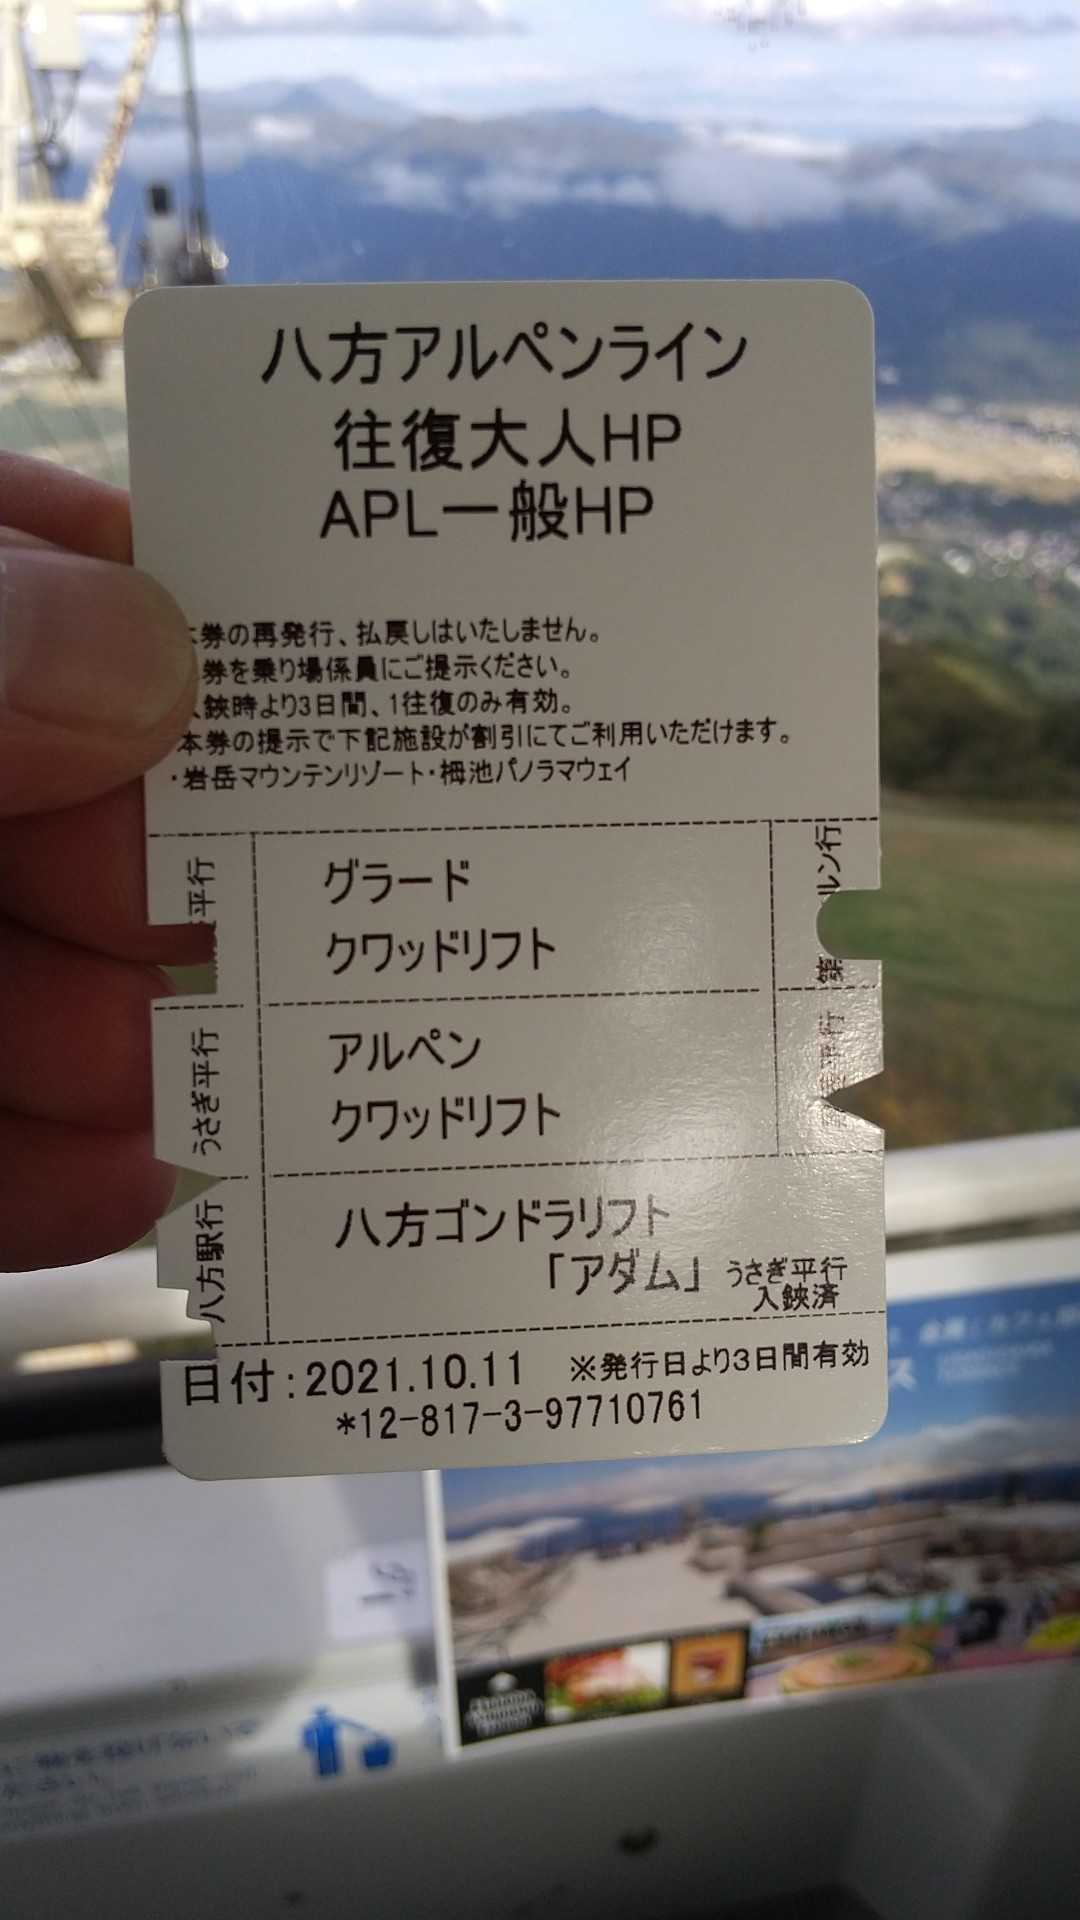 八方アルペンライン
往復大人HP
APL一般HP
券の再発行、払戻しはいたしません。
券を乗り場係員にご提示ください。
鋏時より3日間、1往復のみ有効。
本券の提示で下記施設が割引にてご利用いただけます。
・岩岳マウンテンリゾート・栂池パノラマウェイ
平行
グラード
クワッドリフト
ルン行
第
うさぎ平行
アルペン
クワッドリフト
平行
八方駅行
八方ゴンドラリフト
「アダム」
うさぎ平行
入鋏済
日付:2021.10.11 ※発行日より3日間有効
*12-817-3-97710761